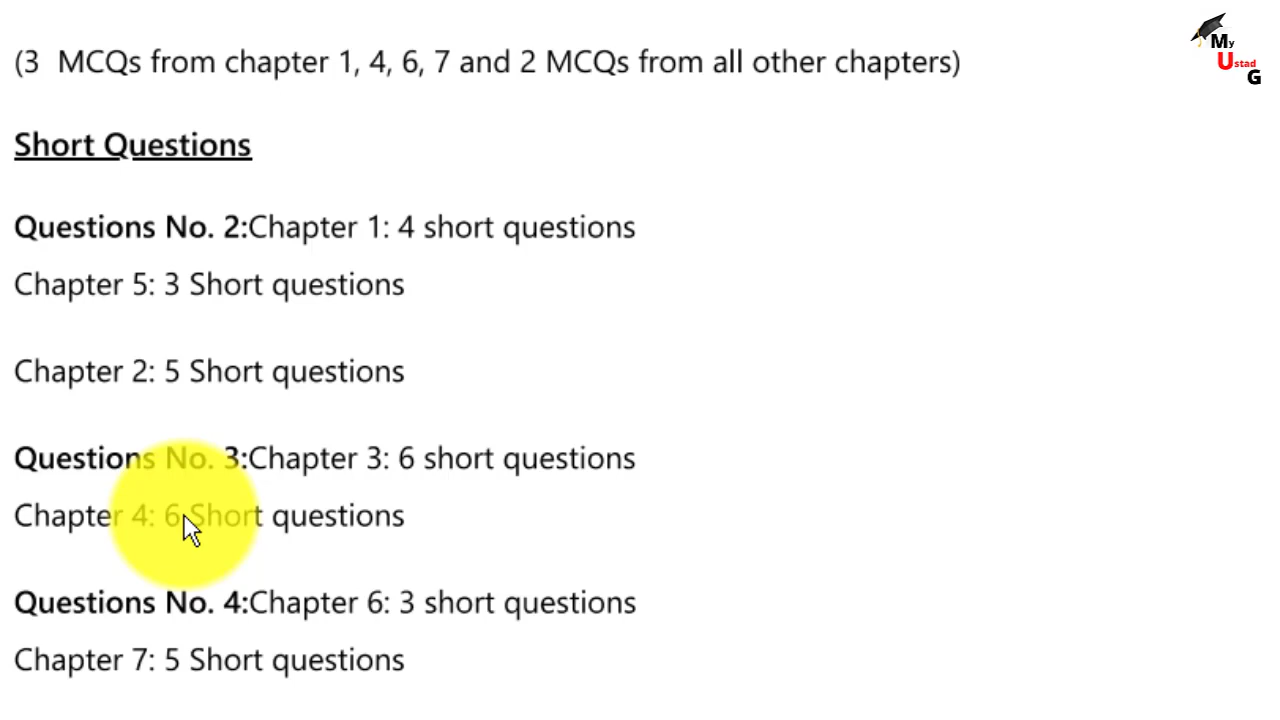 (3 MCQs from chapter 1, 4, 6, 7 and 2 MCQs from all other chapters)
My
Ustad
G
Short Questions
Questions No. 2:Chapter 1: 4 short questions
Chapter 5: 3 Short questions
Chapter 2: 5 Short questions
Questions No. 3:Chapter 3: 6 short questions
Chapter 4: 6 Short questions
Questions No. 4:Chapter 6: 3 short questions
Chapter 7: 5 Short questions